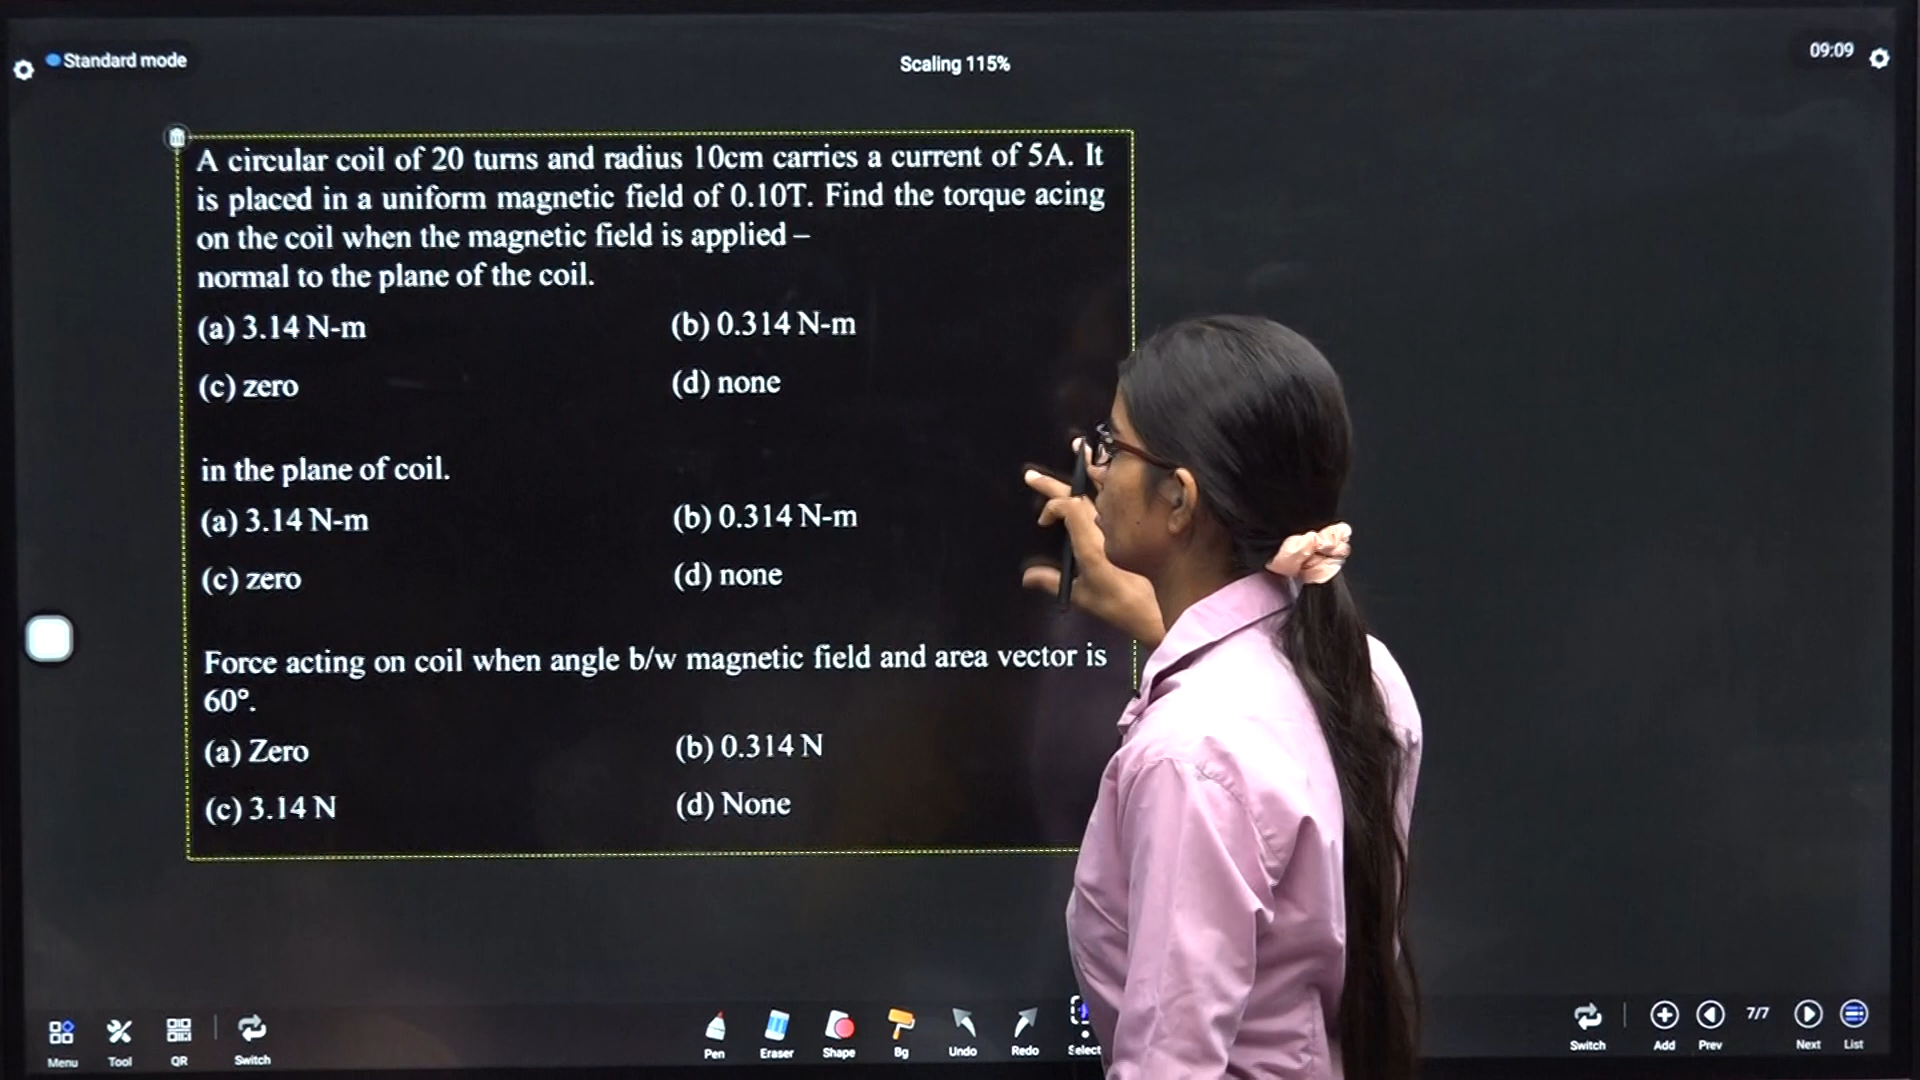 Standard mode
Scaling 115%
09:09
A circular coil of 20 turns and radius 10cm carries a current of 5A. It
is placed in a uniform magnetic field of 0.10T. Find the torque acing
on the coil when the magnetic field is applied –
normal to the plane of the coil.
(a) 3.14 N-m (b) 0.314 N-m
(c) zero (d) none
in the plane of coil.
(a) 3.14 N-m (b) 0.314 N-m
(c) zero (d) none
Force acting on coil when angle b/w magnetic field and area vector is
60°.
(a) Zero (b) 0.314 N
(c) 3.14 N (d) None
Menu Tool QR Switch Pen Eraser Shape Bg Undo Redo Select Switch Add Prev 7/7 Next List